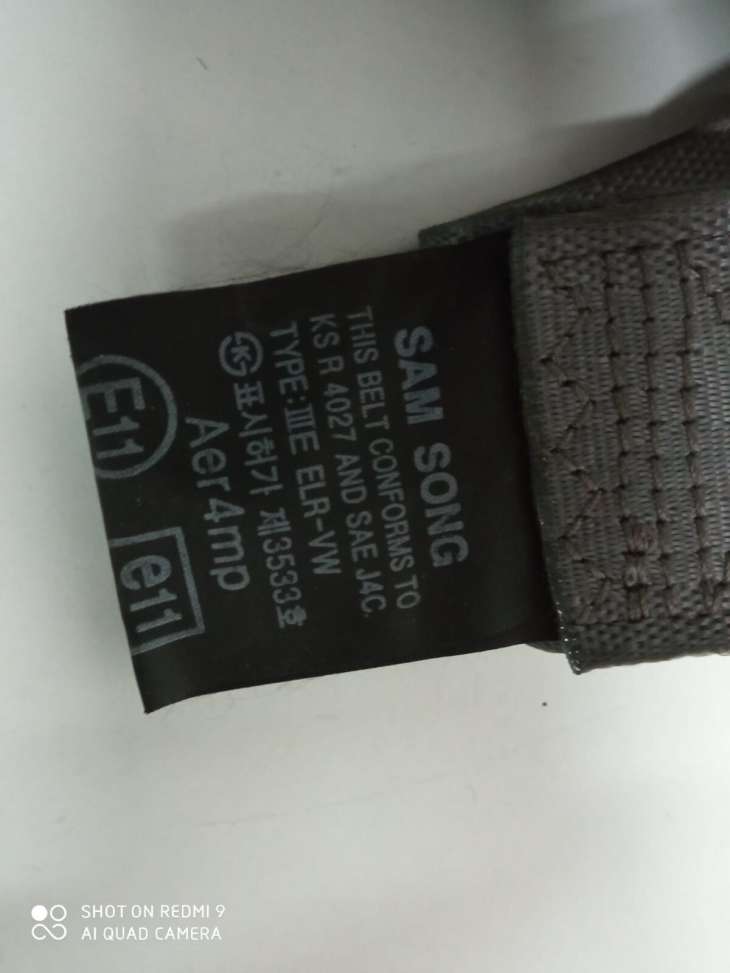 SAM SONG
THIS BELT CONFORMS TO
KS R 4027 AND SAE J4C.
TYPE:ⅢE ELR-VW
㉿표시허가 제3533호
Aer4mp
E11 e11
SHOT ON REDMI 9
AI QUAD CAMERA